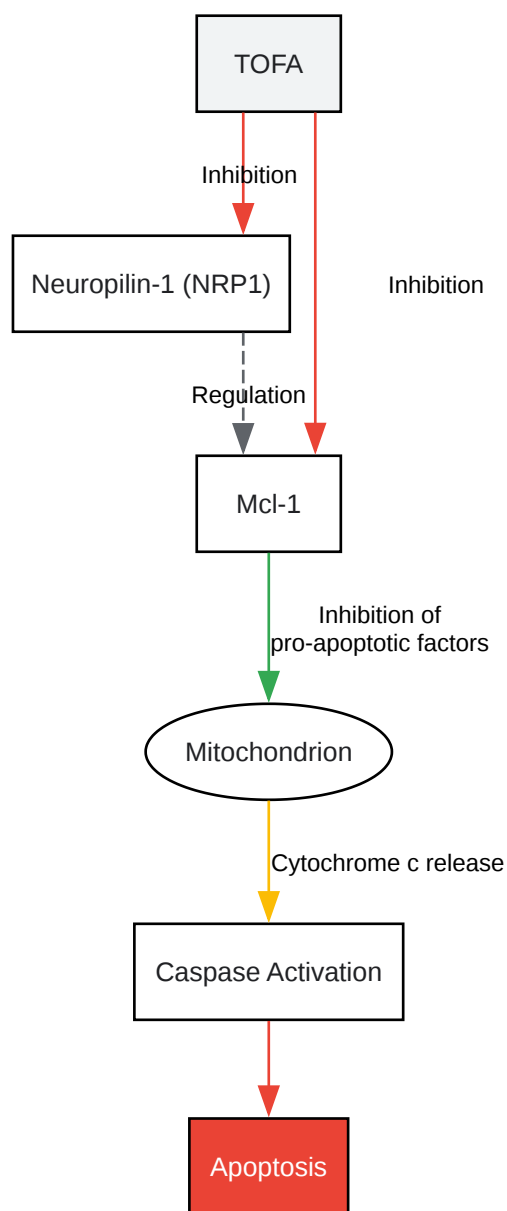 TOFA
Inhibition
Neuropilin-1 (NRP1)
Inhibition
Regulation
Mcl-1
Inhibition of
pro-apoptotic factors
Mitochondrion
Cytochrome c release
Caspase Activation
Apoptosis